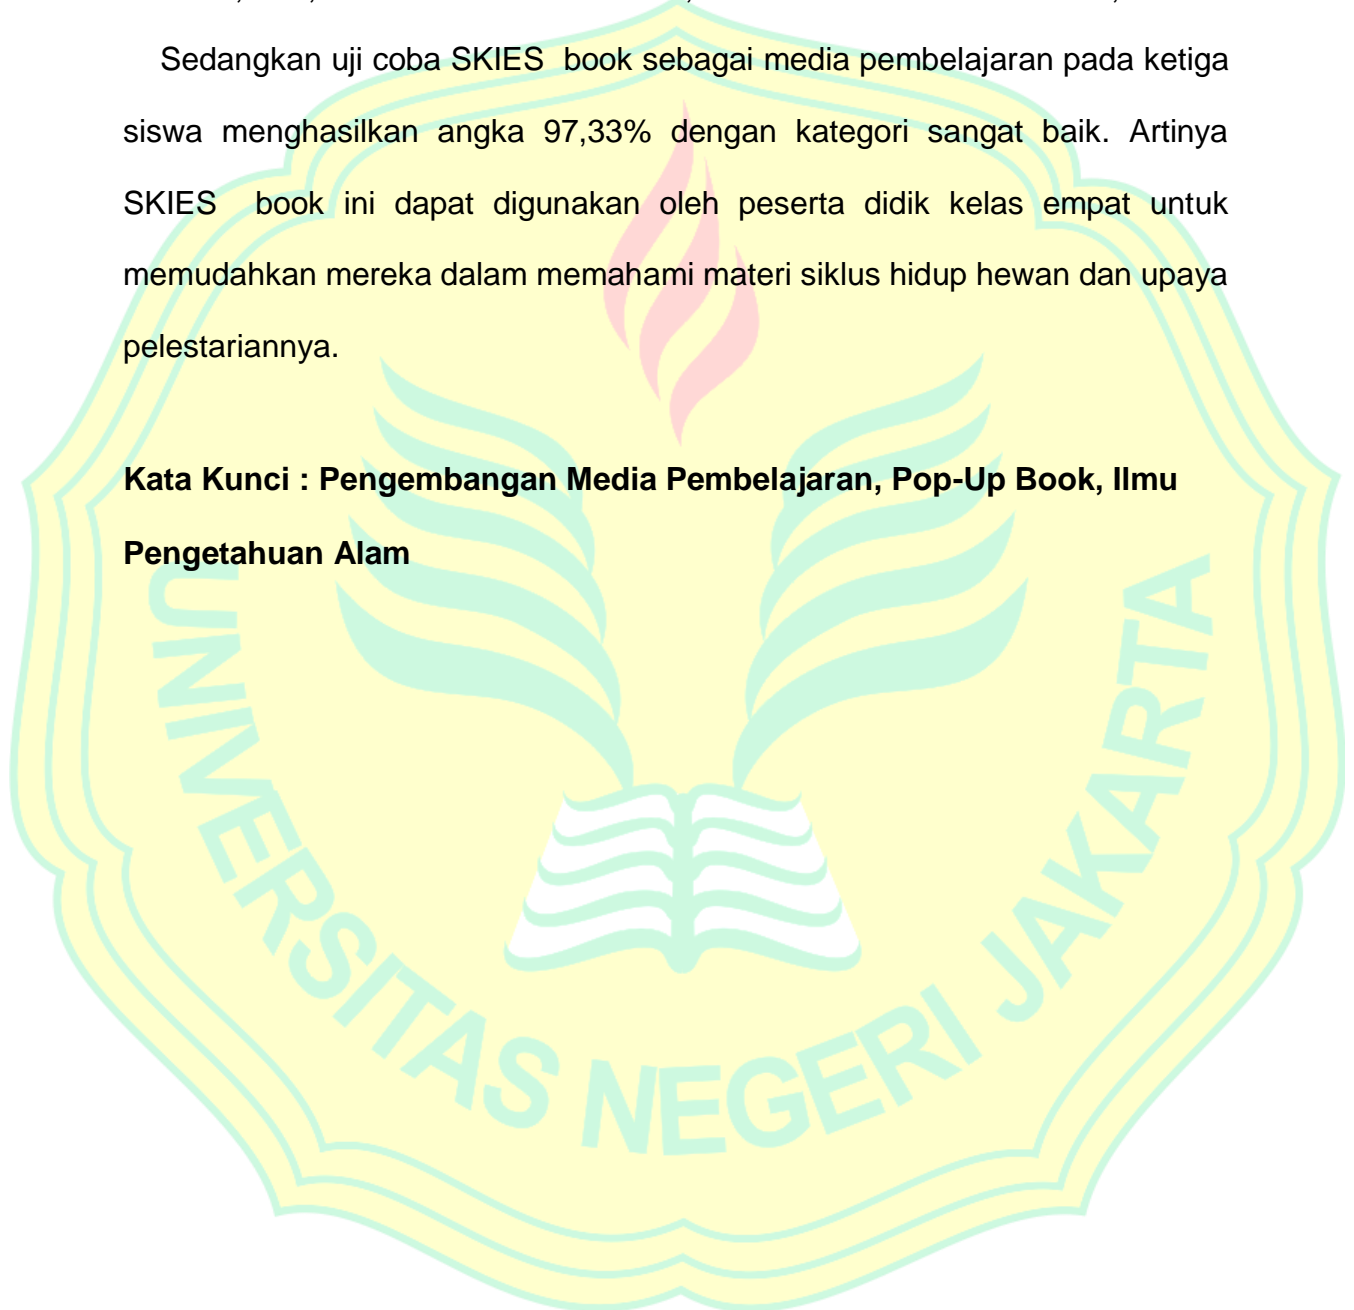 Sedangkan uji coba SKIES  book sebagai media pembelajaran pada ketiga
siswa menghasilkan angka 97,33% dengan kategori sangat baik. Artinya
SKIES  book ini dapat digunakan oleh peserta didik kelas empat untuk
memudahkan mereka dalam memahami materi siklus hidup hewan dan upaya
pelestariannya.
Kata Kunci : Pengembangan Media Pembelajaran, Pop-Up Book, Ilmu
Pengetahuan Alam
UNIVERSITAS NEGERI JAKARTA